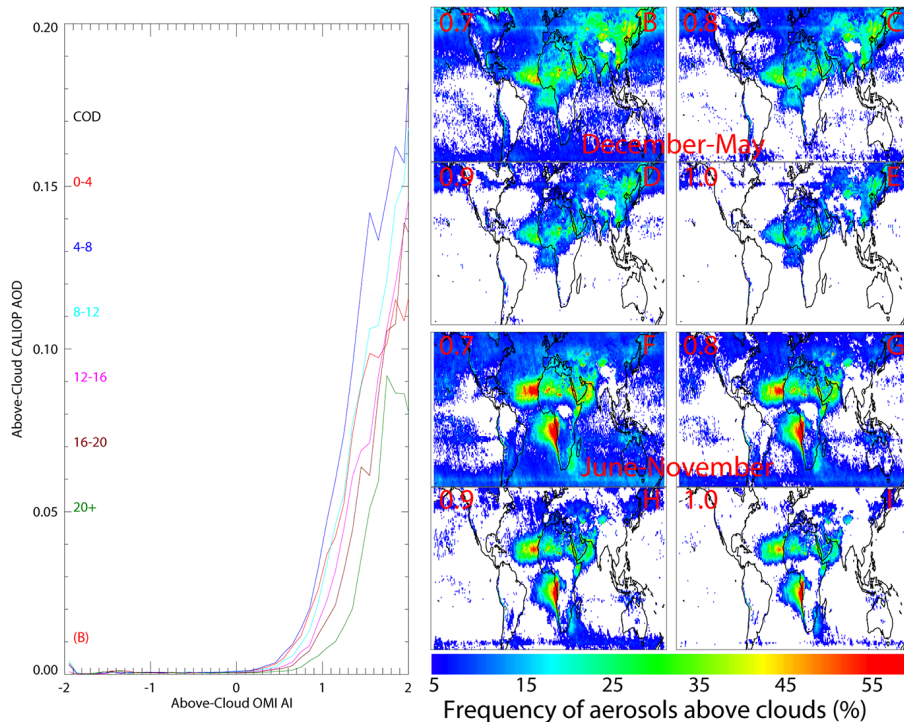 0.20
0.15
0.10
0.05
0.00
Above-Cloud CALIOP AOD
COD
0-4
4-8
8-12
12-16
16-20
20+
(B)
-2 -1 0 1 2
Above-Cloud OMI AI
0.7 B
0.8 C
December-May
0.9 D
1.0 E
0.7 F
0.8 G
June-November
0.9 H
1.0 I
5 15 25 35 45 55
Frequency of aerosols above clouds (%)